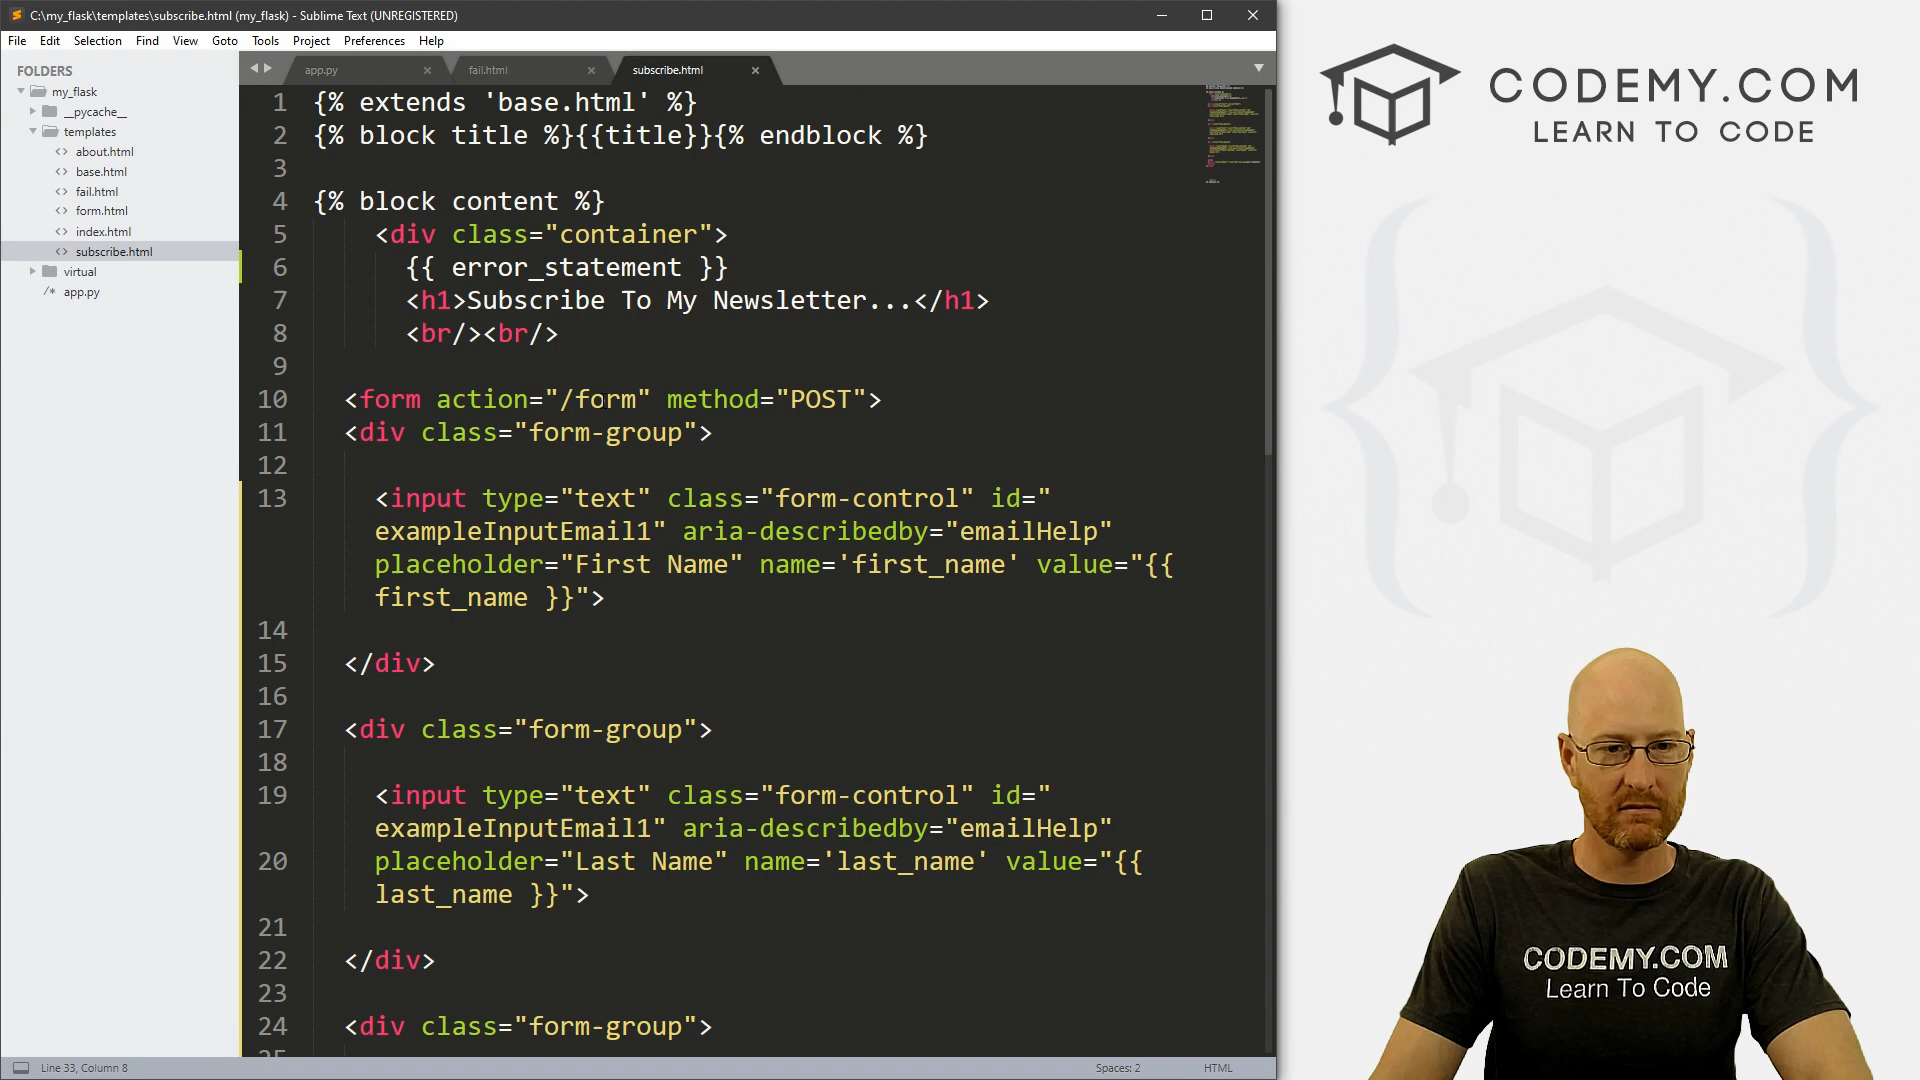 C:\my_flask\templates\subscribe.html (my_flask) - Sublime Text (UNREGISTERED)
File Edit Selection Find View Goto Tools Project Preferences Help
FOLDERS
my_flask
__pycache__
templates
about.html
base.html
fail.html
form.html
index.html
subscribe.html
virtual
app.py
app.py fail.html subscribe.html
1 {% extends 'base.html' %}
2 {% block title %}{{title}}{% endblock %}
3
4 {% block content %}
5 <div class="container">
6 {{ error_statement }}
7 <h1>Subscribe To My Newsletter...</h1>
8 <br/><br/>
9
10 <form action="/form" method="POST">
11 <div class="form-group">
12
13 <input type="text" class="form-control" id="
exampleInputEmail1" aria-describedby="emailHelp"
placeholder="First Name" name='first_name' value="{{
first_name }}">
14
15 </div>
16
17 <div class="form-group">
18
19 <input type="text" class="form-control" id="
exampleInputEmail1" aria-describedby="emailHelp"
20 placeholder="Last Name" name='last_name' value="{{
last_name }}">
21
22 </div>
23
24 <div class="form-group">
Line 33, Column 8 Spaces: 2 HTML
CODEMY.COM
LEARN TO CODE
CODEMY.COM
Learn To Code